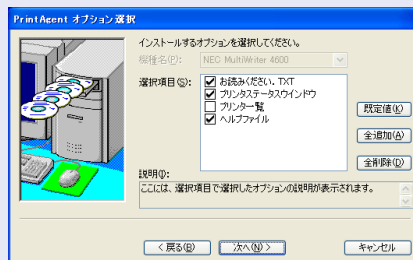 PrintAgent オプション選択
インストールするオプションを選択してください。
機種名(P): NEC MultiWriter 4600
選択項目(S): お読みください.TXT
プリンタステータスウインドウ
プリンタ一覧
ヘルプファイル
既定値(K)
全追加(A)
全削除(D)
説明(I):
ここには、選択項目で選択したオプションの説明が表示されます。
< 戻る(B) 次へ(N) > キャンセル